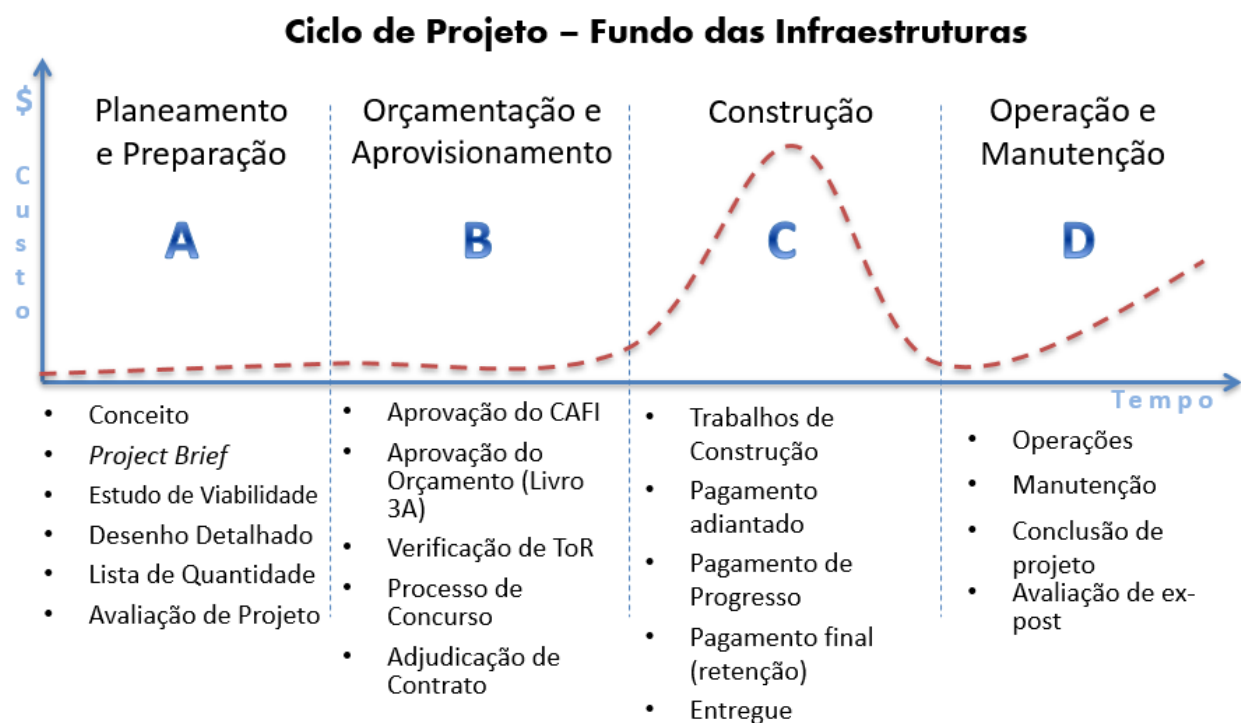 Ciclo de Projeto – Fundo das Infraestruturas
$
Custo
Planeamento
e Preparação
A
Orçamentação e
Aprovisionamento
B
Construção
C
Operação e
Manutenção
D
Tempo
• Conceito
• Project Brief
• Estudo de Viabilidade
• Desenho Detalhado
• Lista de Quantidade
• Avaliação de Projeto
• Aprovação do CAFI
• Aprovação do
Orçamento (Livro
3A)
• Verificação de ToR
• Processo de
Concurso
• Adjudicação de
Contrato
• Trabalhos de
Construção
• Pagamento
adiantado
• Pagamento de
Progresso
• Pagamento final
(retenção)
• Entregue
• Operações
• Manutenção
• Conclusão de
projeto
• Avaliação de ex-
post